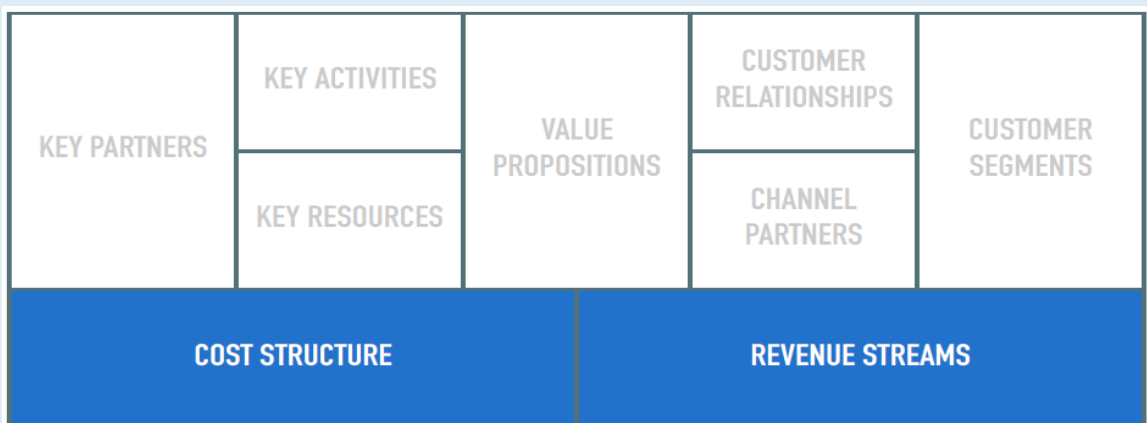 KEY PARTNERS
KEY ACTIVITIES
KEY RESOURCES
VALUE
PROPOSITIONS
CUSTOMER
RELATIONSHIPS
CHANNEL
PARTNERS
CUSTOMER
SEGMENTS
COST STRUCTURE
REVENUE STREAMS